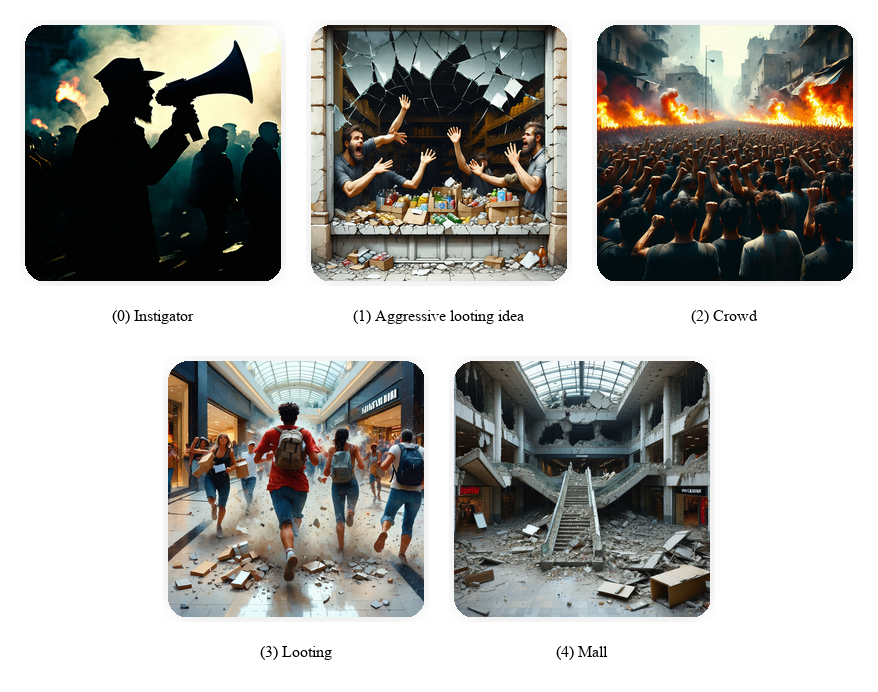 (0) Instigator
(1) Aggressive looting idea
(2) Crowd
(3) Looting
(4) Mall